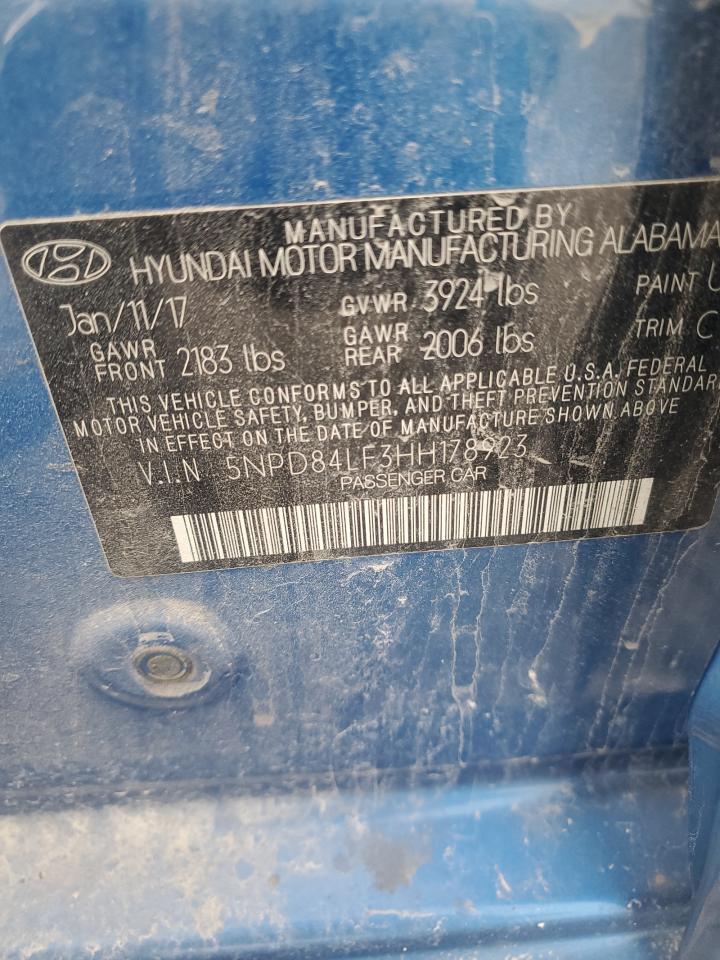 MANUFACTURED BY
HYUNDAI MOTOR MANUFACTURING ALABAMA
Jan/11/17 GVWR 3924 lbs PAINT
GAWR FRONT 2183 lbs GAWR REAR 2006 lbs TRIM
THIS VEHICLE CONFORMS TO ALL APPLICABLE U.S.A. FEDERAL
MOTOR VEHICLE SAFETY, BUMPER, AND THEFT PREVENTION STANDAR
IN EFFECT ON THE DATE OF MANUFACTURE SHOWN ABOVE
V.I.N 5NPD84LF3HH178923
PASSENGER CAR